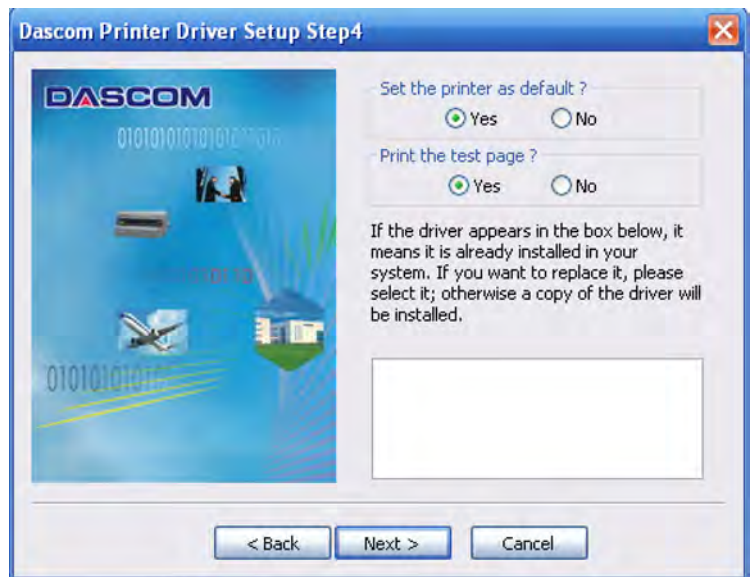 Dascom Printer Driver Setup Step4
DASCOM
Set the printer as default ?
Yes No
Print the test page ?
Yes No
If the driver appears in the box below, it
means it is already installed in your
system. If you want to replace it, please
select it; otherwise a copy of the driver will
be installed.
< Back Next > Cancel